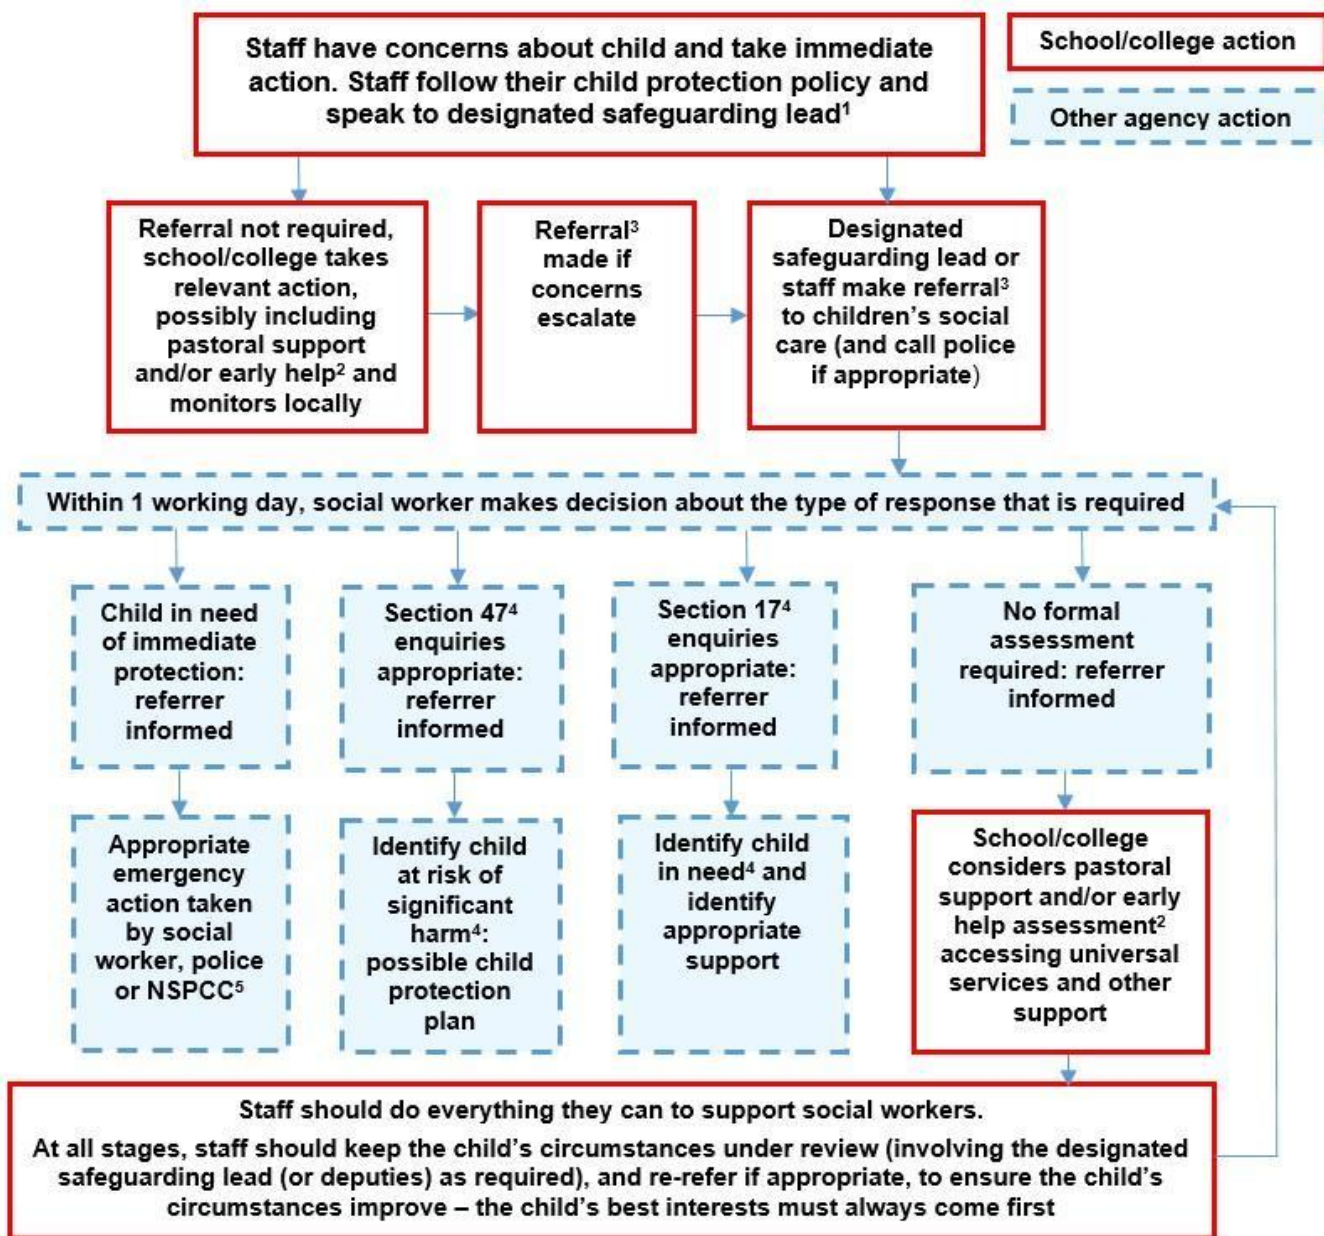 Staff have concerns about child and take immediate
action. Staff follow their child protection policy and
speak to designated safeguarding lead¹
School/college action
Other agency action
Referral not required,
school/college takes
relevant action,
possibly including
pastoral support
and/or early help² and
monitors locally
Referral³
made if
concerns
escalate
Designated
safeguarding lead or
staff make referral³
to children’s social
care (and call police
if appropriate)
Within 1 working day, social worker makes decision about the type of response that is required
Child in need
of immediate
protection:
referrer
informed
Section 47⁴
enquiries
appropriate:
referrer
informed
Section 17⁴
enquiries
appropriate:
referrer
informed
No formal
assessment
required: referrer
informed
Appropriate
emergency
action taken
by social
worker, police
or NSPCC⁵
Identify child
at risk of
significant
harm⁴:
possible child
protection
plan
Identify child
in need⁴ and
identify
appropriate
support
School/college
considers pastoral
support and/or early
help assessment²
accessing universal
services and other
support
Staff should do everything they can to support social workers.
At all stages, staff should keep the child’s circumstances under review (involving the designated
safeguarding lead (or deputies) as required), and re-refer if appropriate, to ensure the child’s
circumstances improve – the child’s best interests must always come first